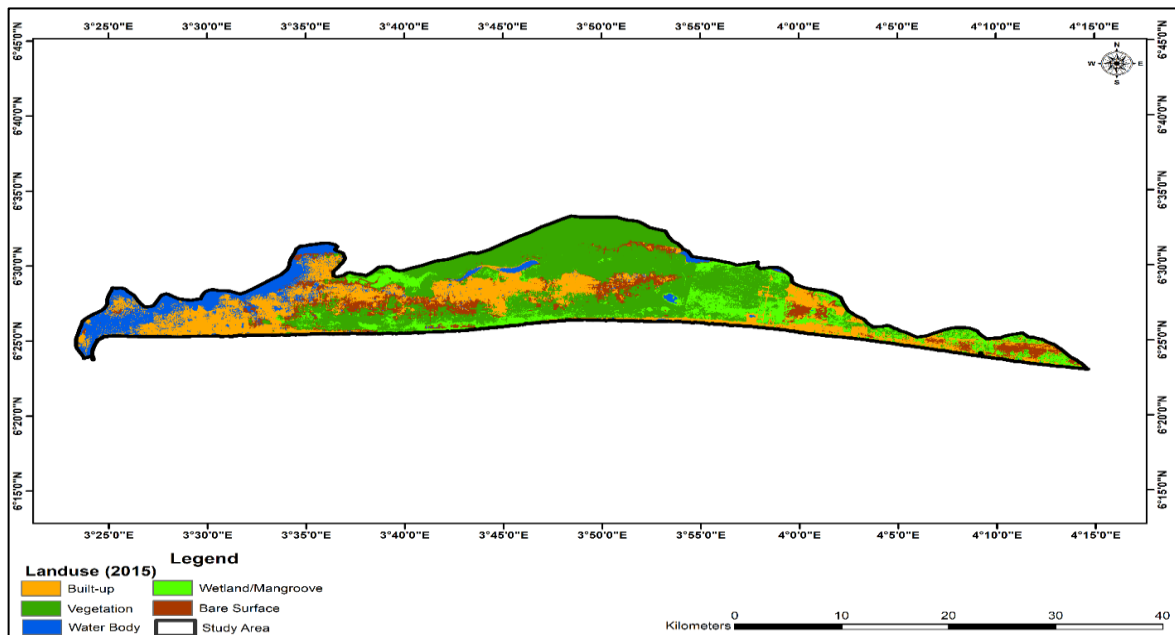 3°25'0"E 3°30'0"E 3°35'0"E 3°40'0"E 3°45'0"E 3°50'0"E 3°55'0"E 4°0'0"E 4°5'0"E 4°10'0"E 4°15'0"E
N
W E
S
6°45'0"N 6°45'0"N
6°40'0"N 6°40'0"N
6°35'0"N 6°35'0"N
6°30'0"N 6°30'0"N
6°25'0"N 6°25'0"N
6°20'0"N 6°20'0"N
6°15'0"N 6°15'0"N
3°25'0"E 3°30'0"E 3°35'0"E 3°40'0"E 3°45'0"E 3°50'0"E 3°55'0"E 4°0'0"E 4°5'0"E 4°10'0"E 4°15'0"E
Legend
Landuse (2015)
Built-up Wetland/Mangroove
Vegetation Bare Surface
Water Body Study Area
0 10 20 30 40
Kilometers